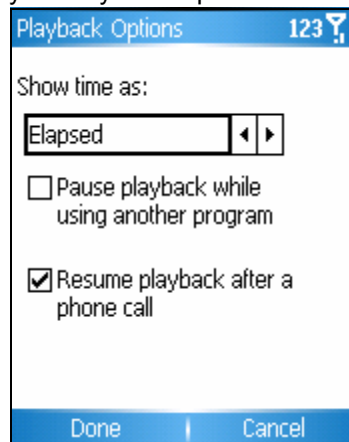 Playback Options 123
Show time as:
Elapsed
Pause playback while
using another program
Resume playback after a
phone call
Done Cancel